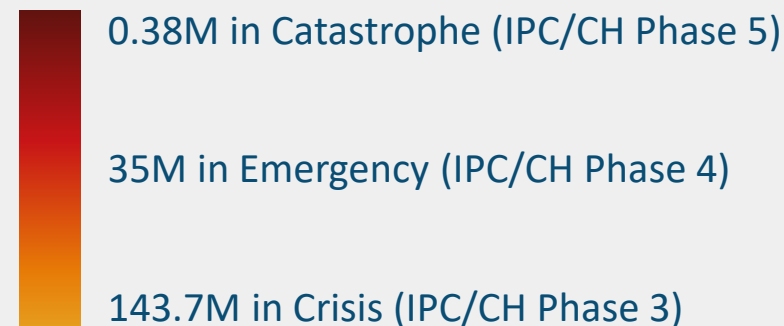 0.38M in Catastrophe (IPC/CH Phase 5)
35M in Emergency (IPC/CH Phase 4)
143.7M in Crisis (IPC/CH Phase 3)